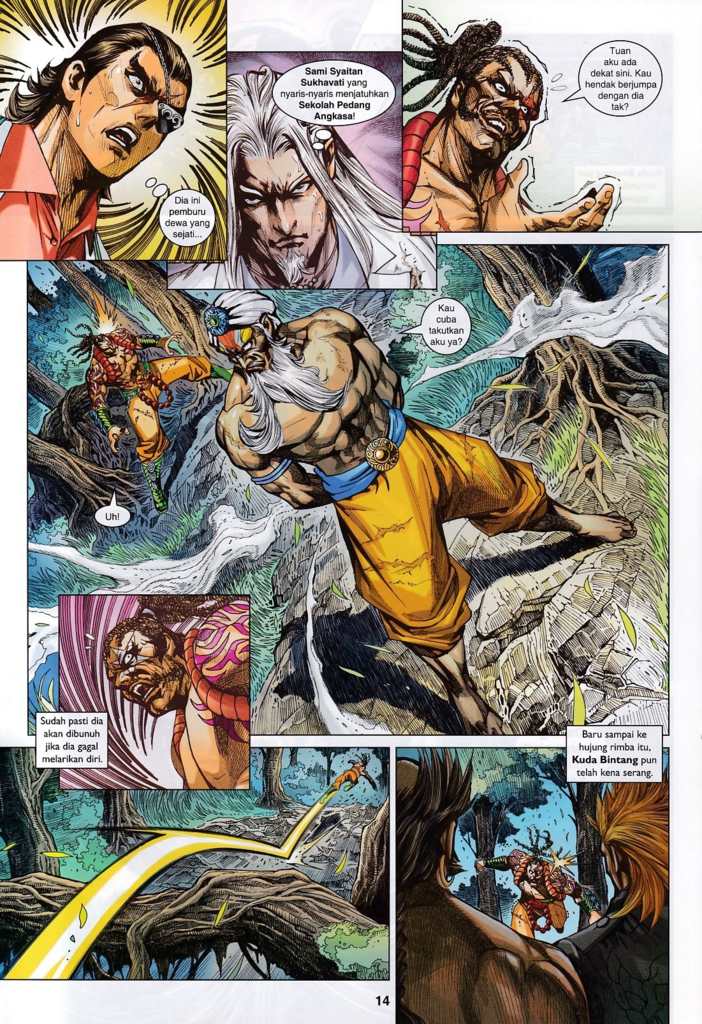 Dia ini
pemburu
dewa yang
sejati...
Sami Syaitan
Sukhavati yang
nyaris-nyaris menjatuhkan
Sekolah Pedang
Angkasa!
Tuan
aku ada
dekat sini. Kau
hendak berjumpa
dengan dia
tak?
Kau
cuba
takutkan
aku ya?
Uh!
Sudah pasti dia
akan dibunuh
jika dia gagal
melarikan diri.
Baru sampai ke
hujung rimba itu,
Kuda Bintang pun
telah kena serang.
14